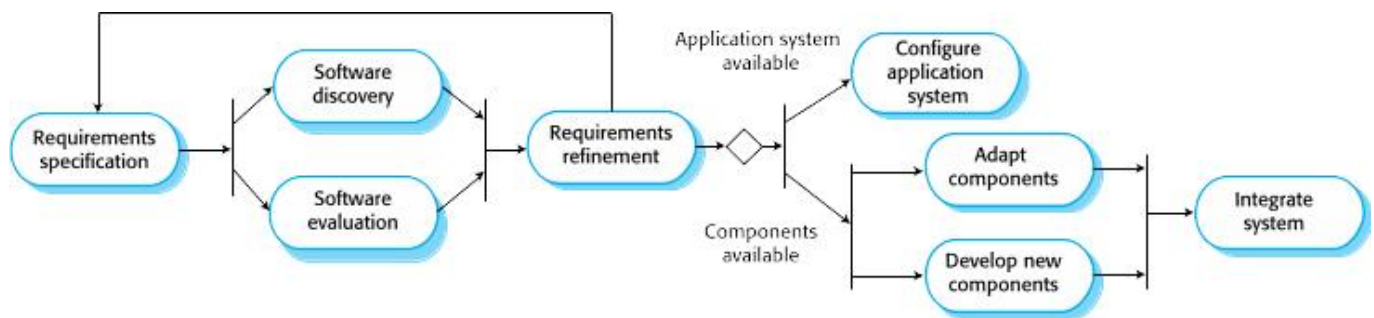 Requirements
specification
Software
discovery
Software
evaluation
Requirements
refinement
Application system
available
Configure
application
system
Components
available
Adapt
components
Develop new
components
Integrate
system